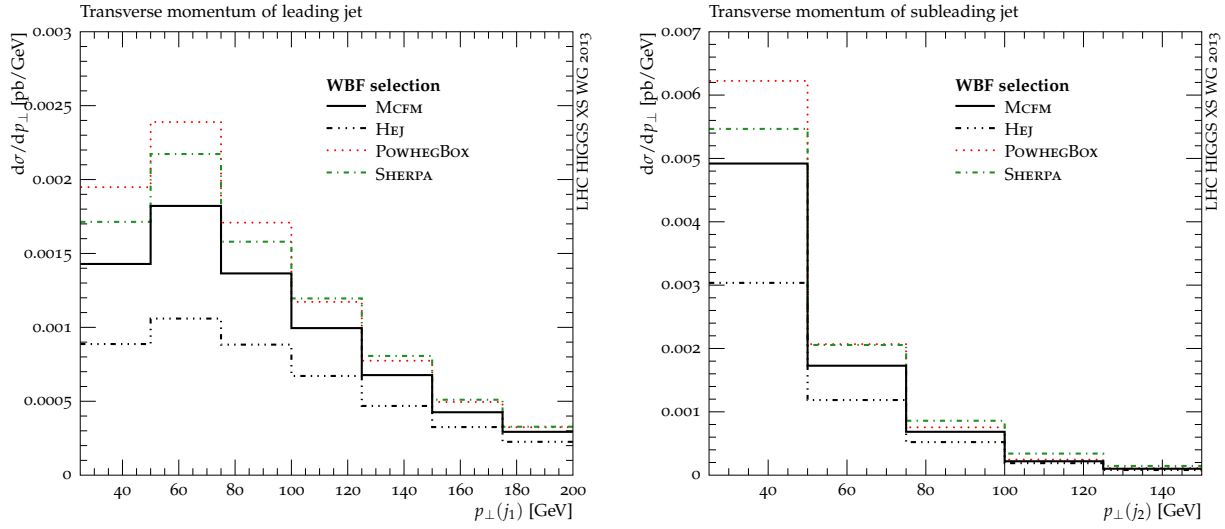 Transverse momentum of leading jet
dσ/dp⊥ [pb/GeV]
0.003
0.0025
0.002
0.0015
0.001
0.0005
0
WBF selection
MCFM
HEJ
POWHEGBOX
SHERPA
LHC HIGGS XS WG 2013
40 60 80 100 120 140 160 180 200
p⊥(j1) [GeV]
Transverse momentum of subleading jet
dσ/dp⊥ [pb/GeV]
0.007
0.006
0.005
0.004
0.003
0.002
0.001
0
WBF selection
MCFM
HEJ
POWHEGBOX
SHERPA
LHC HIGGS XS WG 2013
40 60 80 100 120 140
p⊥(j2) [GeV]